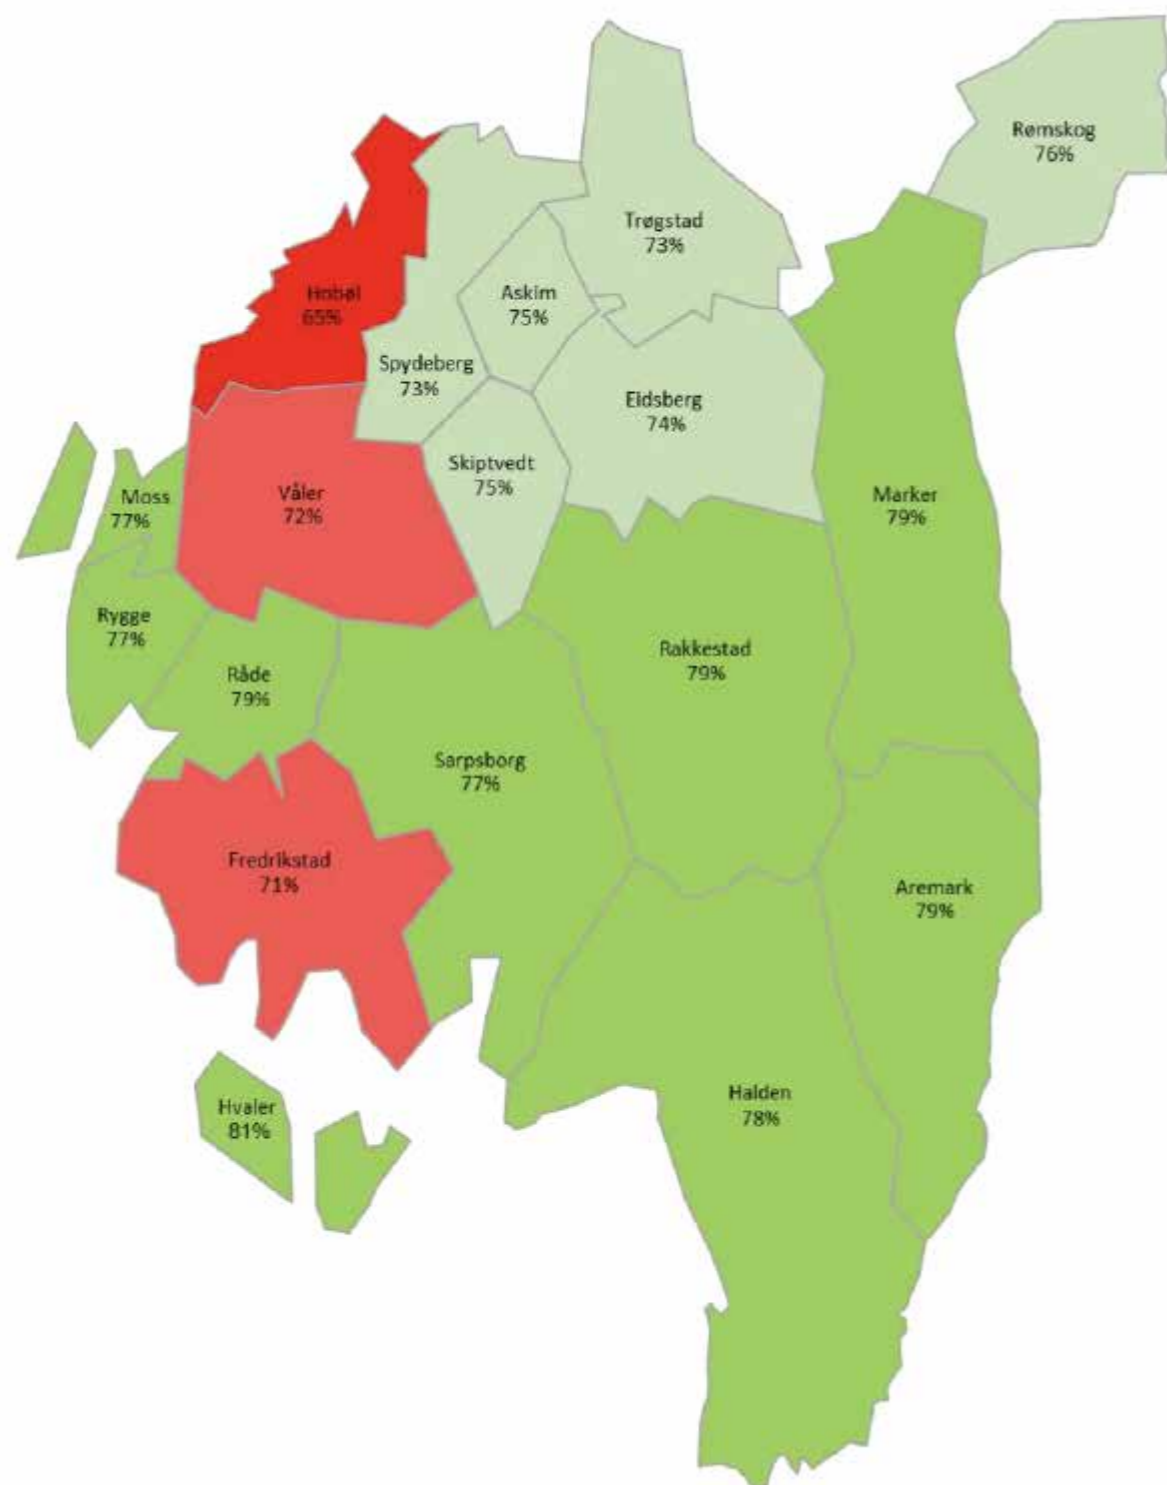 Rømskog
76%
Trøgstad
73%
Hobøl
65%
Askim
75%
Spydeberg
73%
Eidsberg
74%
Skiptvedt
75%
Moss
77%
Våler
72%
Marker
79%
Rygge
77%
Råde
79%
Rakkestad
79%
Sarpsborg
77%
Fredrikstad
71%
Aremark
79%
Hvaler
81%
Halden
78%